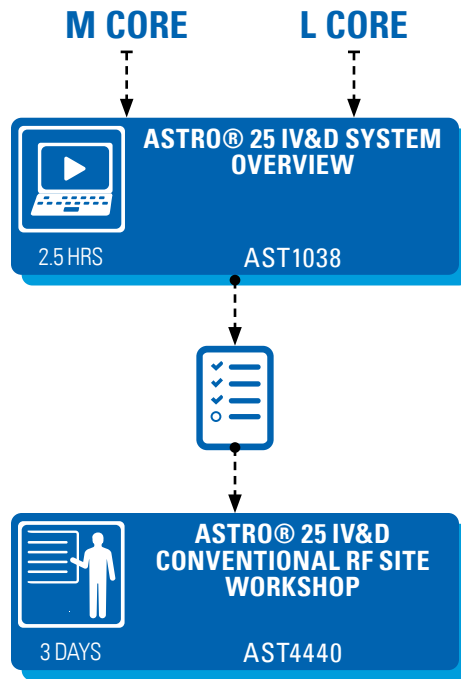 M CORE
L CORE
ASTRO® 25 IV&D SYSTEM
OVERVIEW
2.5 HRS
AST1038
ASTRO® 25 IV&D
CONVENTIONAL RF SITE
WORKSHOP
3 DAYS
AST4440